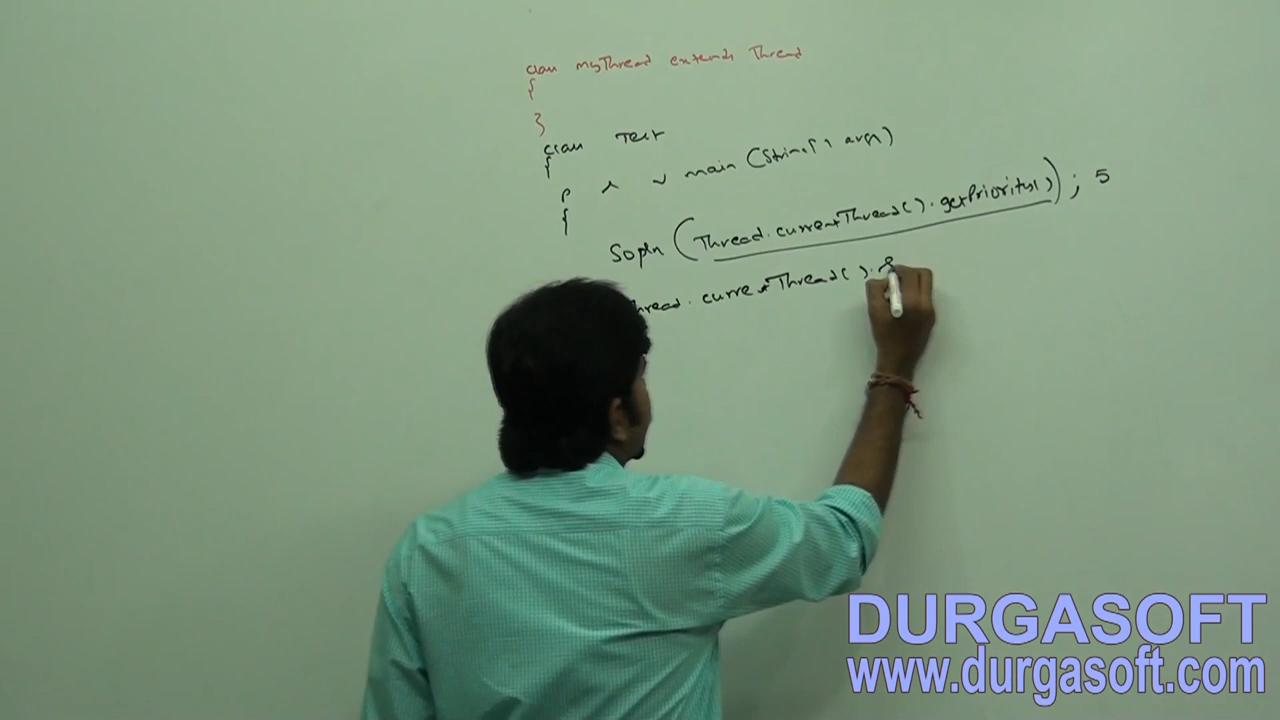 class MyThread extends Thread
{
}
class Test
{
p s v main (String[] args)
{
Sopln (Thread.currentThread().getPriority()); 5
Thread.currentThread().s
DURGASOFT
www.durgasoft.com